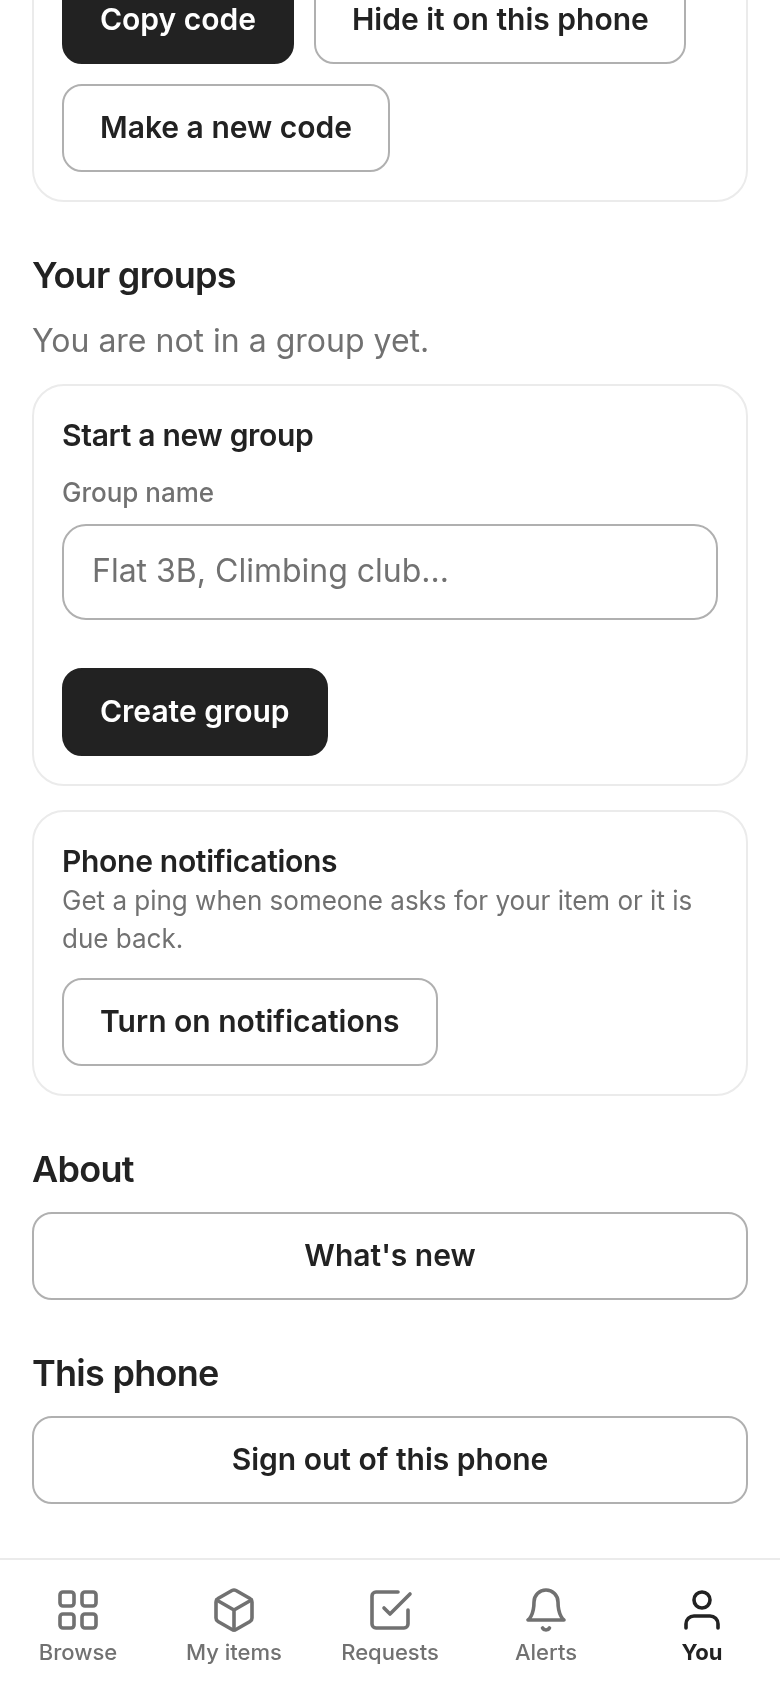 Copy code
Hide it on this phone
Make a new code
Your groups
You are not in a group yet.
Start a new group
Group name
Flat 3B, Climbing club...
Create group
Phone notifications
Get a ping when someone asks for your item or it is
due back.
Turn on notifications
About
What's new
This phone
Sign out of this phone
Browse
My items
Requests
Alerts
You